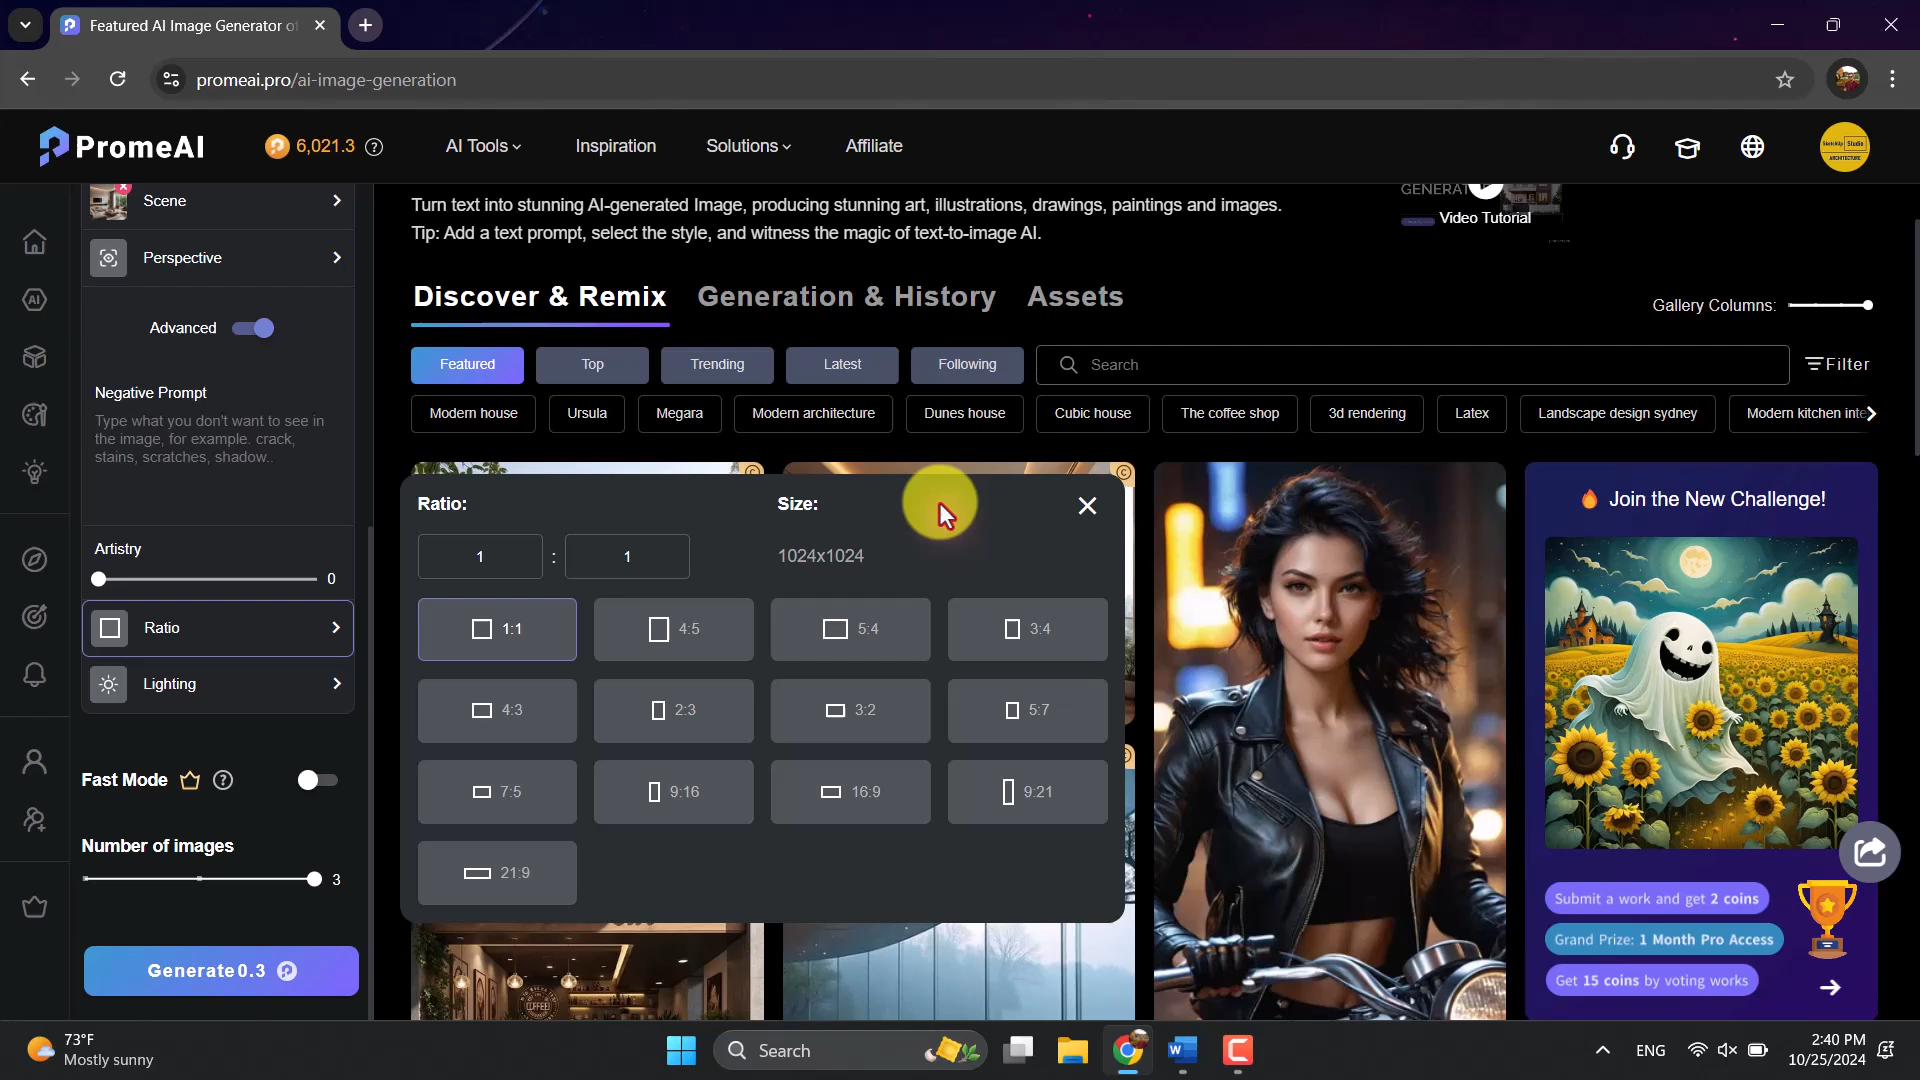 Featured AI Image Generator of
promeai.pro/ai-image-generation
PromeAI
6,021.3
AI Tools
Inspiration
Solutions
Affiliate
SketchUp Studio
ARCHITECTURE
Scene
Perspective
Advanced
Negative Prompt
Type what you don't want to see in
the image, for example. crack,
stains, scratches, shadow..
Artistry
0
Ratio
Lighting
Fast Mode
Number of images
3
Generate 0.3
Turn text into stunning AI-generated Image, producing stunning art, illustrations, drawings, paintings and images.
Tip: Add a text prompt, select the style, and witness the magic of text-to-image AI.
GENERAT
Video Tutorial
Discover & Remix
Generation & History
Assets
Gallery Columns:
Featured
Top
Trending
Latest
Following
Search
Filter
Modern house
Ursula
Megara
Modern architecture
Dunes house
Cubic house
The coffee shop
3d rendering
Latex
Landscape design sydney
Modern kitchen inte
Ratio:
Size:
1
:
1
1024x1024
1:1
4:5
5:4
3:4
4:3
2:3
3:2
5:7
7:5
9:16
16:9
9:21
21:9
COFFEE
Join the New Challenge!
Submit a work and get 2 coins
Grand Prize: 1 Month Pro Access
Get 15 coins by voting works
73°F
Mostly sunny
Search
ENG
2:40 PM
10/25/2024